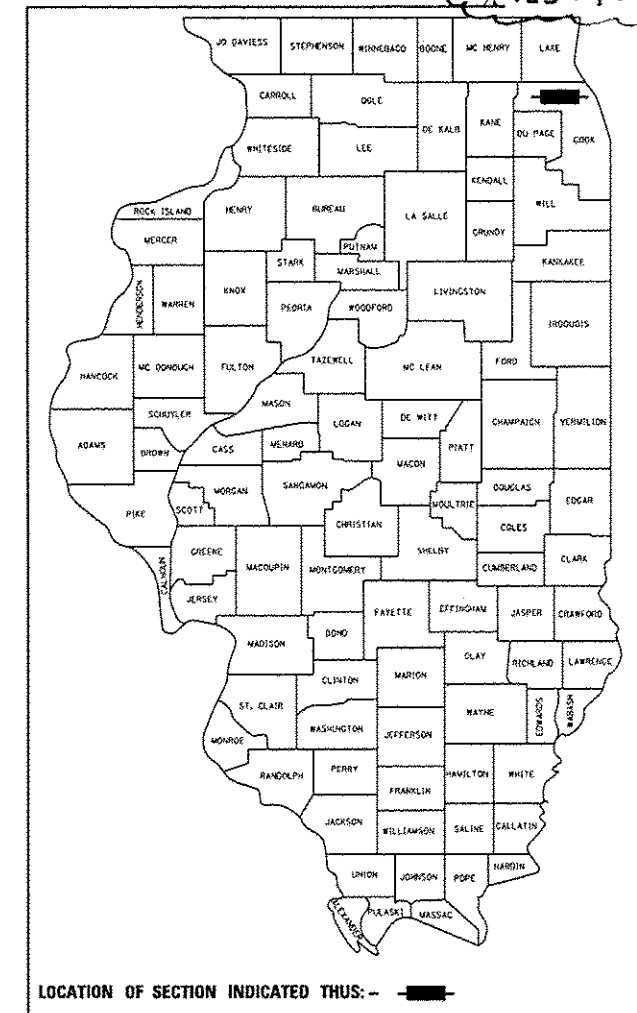 JO DAVIESS STEPHENSON WINNEBAGO BOONE MC HENRY LAKE
CARROLL OGLE DE KALB KANE DU PAGE COOK
WHITESIDE LEE KENDALL
ROCK ISLAND HENRY BUREAU LA SALLE GRUNDY WILL
MERCER PUTNAM KANKAKEE
HENDERSON WARREN KNOX STARK MARSHALL LIVINGSTON
PEORIA WOODFORD IROQUOIS
HANCOCK MC DONOUGH FULTON TAZEWELL MC LEAN FORD
SCHUYLER MASON LOGAN DE WITT CHAMPAIGN VERMILION
ADAMS BROWN CASS MENARD MACON PIATT
PIKE SCOTT MORGAN SANGAMON CHRISTIAN MOULTRIE DOUGLAS EDGAR
COLES
CALHOUN GREENE MACOUPIN MONTGOMERY SHELBY CUMBERLAND CLARK
JERSEY FAYETTE EFFINGHAM JASPER CRAWFORD
MADISON BOND
CLINTON MARION CLAY RICHLAND LAWRENCE
ST. CLAIR WASHINGTON JEFFERSON WAYNE EDWARDS WABASH
MONROE
RANDOLPH PERRY FRANKLIN HAMILTON WHITE
JACKSON WILLIAMSON SALINE GALLATIN
UNION JOHNSON POPE HARDIN
ALEXANDER PULASKI MASSAC
LOCATION OF SECTION INDICATED THUS: -